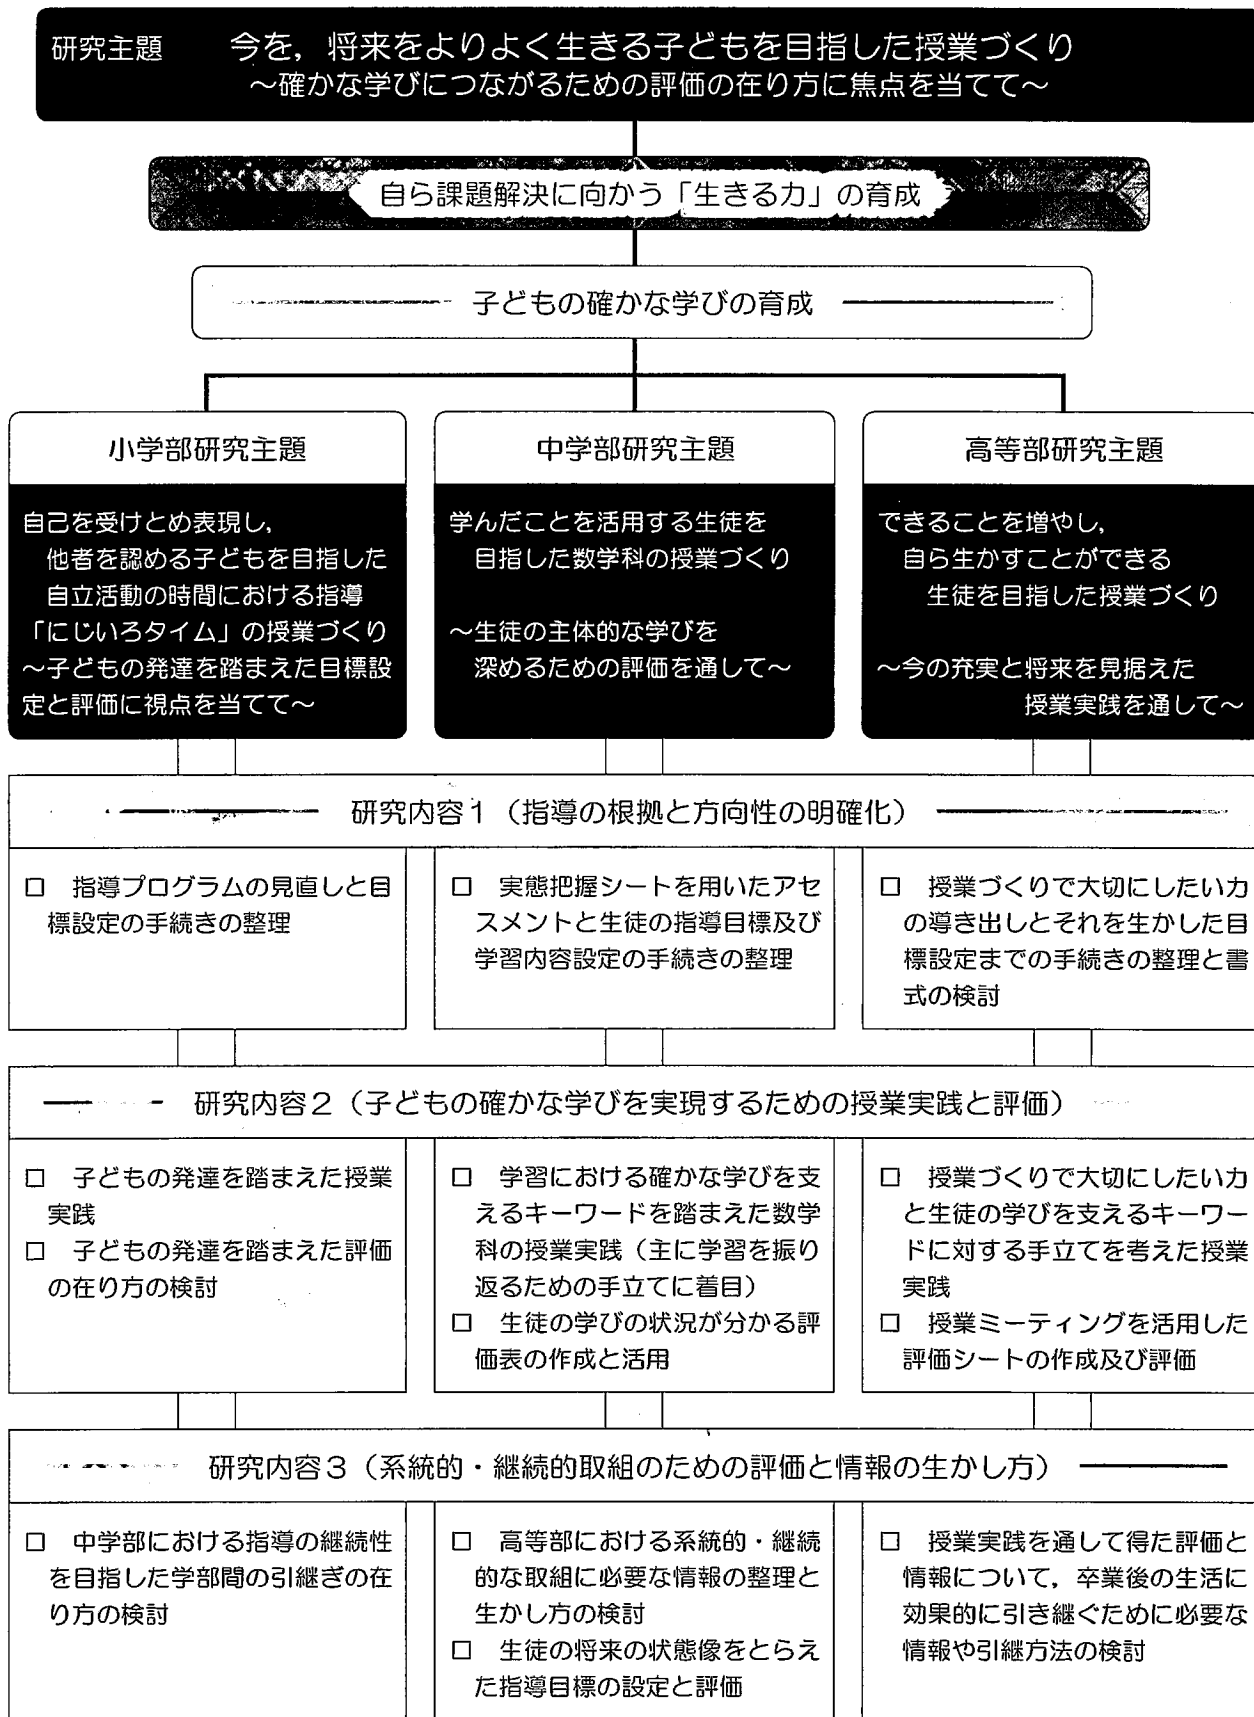 研究主題　今を，将来をよりよく生きる子どもを目指した授業づくり
～確かな学びにつながるための評価の在り方に焦点を当てて～
自ら課題解決に向かう「生きる力」の育成
子どもの確かな学びの育成
小学部研究主題
自己を受けとめ表現し，
他者を認める子どもを目指した
自立活動の時間における指導
「にじいろタイム」の授業づくり
～子どもの発達を踏まえた目標設
定と評価に視点を当てて～
中学部研究主題
学んだことを活用する生徒を
目指した数学科の授業づくり
～生徒の主体的な学びを
深めるための評価を通して～
高等部研究主題
できることを増やし，
自ら生かすことができる
生徒を目指した授業づくり
～今の充実と将来を見据えた
授業実践を通して～
研究内容１（指導の根拠と方向性の明確化）
□　指導プログラムの見直しと目
標設定の手続きの整理
□　実態把握シートを用いたアセ
スメントと生徒の指導目標及び
学習内容設定の手続きの整理
□　授業づくりで大切にしたい力
の導き出しとそれを生かした目
標設定までの手続きの整理と書
式の検討
研究内容２（子どもの確かな学びを実現するための授業実践と評価）
□　子どもの発達を踏まえた授業
実践
□　子どもの発達を踏まえた評価
の在り方の検討
□　学習における確かな学びを支
えるキーワードを踏まえた数学
科の授業実践（主に学習を振り
返るための手立てに着目）
□　生徒の学びの状況が分かる評
価表の作成と活用
□　授業づくりで大切にしたい力
と生徒の学びを支えるキーワー
ドに対する手立てを考えた授業
実践
□　授業ミーティングを活用した
評価シートの作成及び評価
研究内容３（系統的・継続的取組のための評価と情報の生かし方）
□　中学部における指導の継続性
を目指した学部間の引継ぎの在
り方の検討
□　高等部における系統的・継続
的な取組に必要な情報の整理と
生かし方の検討
□　生徒の将来の状態像をとらえ
た指導目標の設定と評価
□　授業実践を通して得た評価と
情報について，卒業後の生活に
効果的に引き継ぐために必要な
情報や引継方法の検討